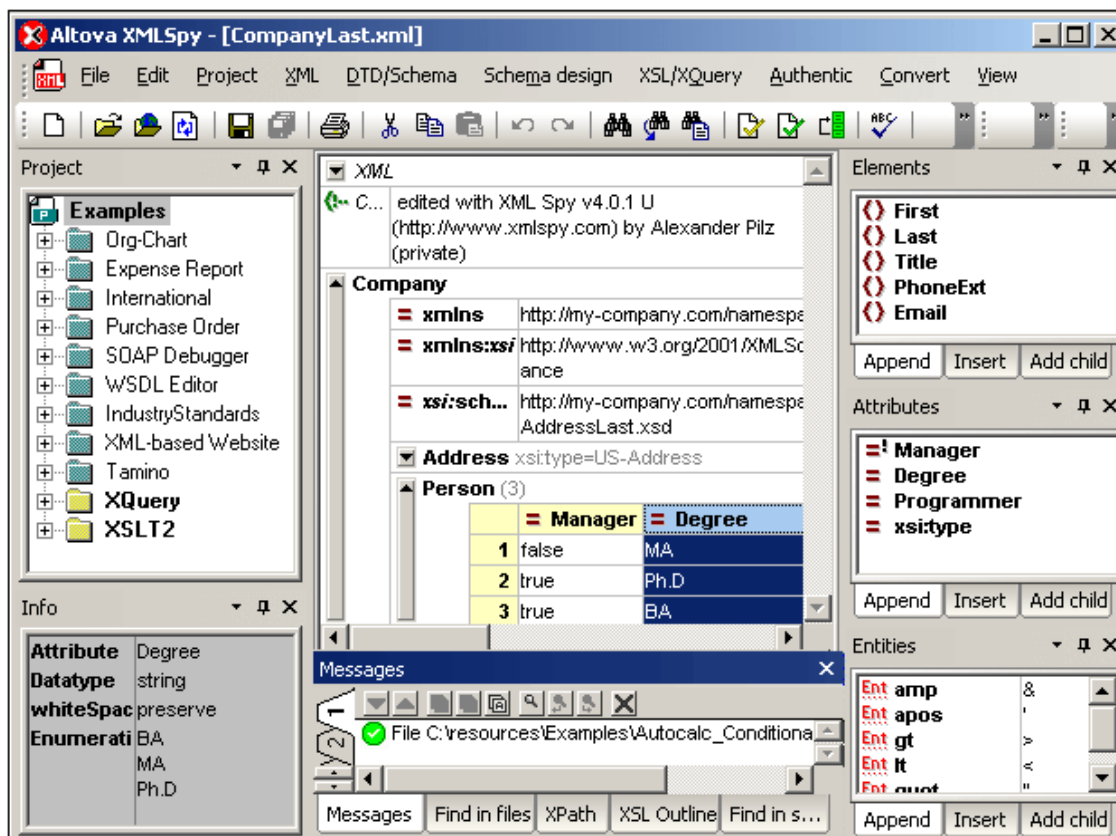 Altova XMLSpy - [CompanyLast.xml]
File Edit Project XML DTD/Schema Schema design XSL/XQuery Authentic Convert View
Project
Examples
Org-Chart
Expense Report
International
Purchase Order
SOAP Debugger
WSDL Editor
IndustryStandards
XML-based Website
Tamino
XQuery
XSLT2
Info
Attribute Degree
Datatype string
whiteSpac preserve
Enumerati BA
MA
Ph.D
XML
C... edited with XML Spy v4.0.1 U
(http://www.xmlspy.com) by Alexander Pilz
(private)
Company
= xmlns http://my-company.com/namespa
= xmlns:xsi http://www.w3.org/2001/XMLSc
ance
= xsi:sch... http://my-company.com/namespa
AddressLast.xsd
Address xsi:type=US-Address
Person (3)
= Manager = Degree
1 false MA
2 true Ph.D
3 true BA
Messages
1
2
File C:\resources\Examples\Autocalc_Conditiona
Messages Find in files XPath XSL Outline Find in s...
Elements
First
Last
Title
PhoneExt
Email
Append Insert Add child
Attributes
Manager
Degree
Programmer
xsi:type
Append Insert Add child
Entities
Ent amp &
Ent apos '
Ent gt >
Ent lt <
Ent quot "
Append Insert Add child